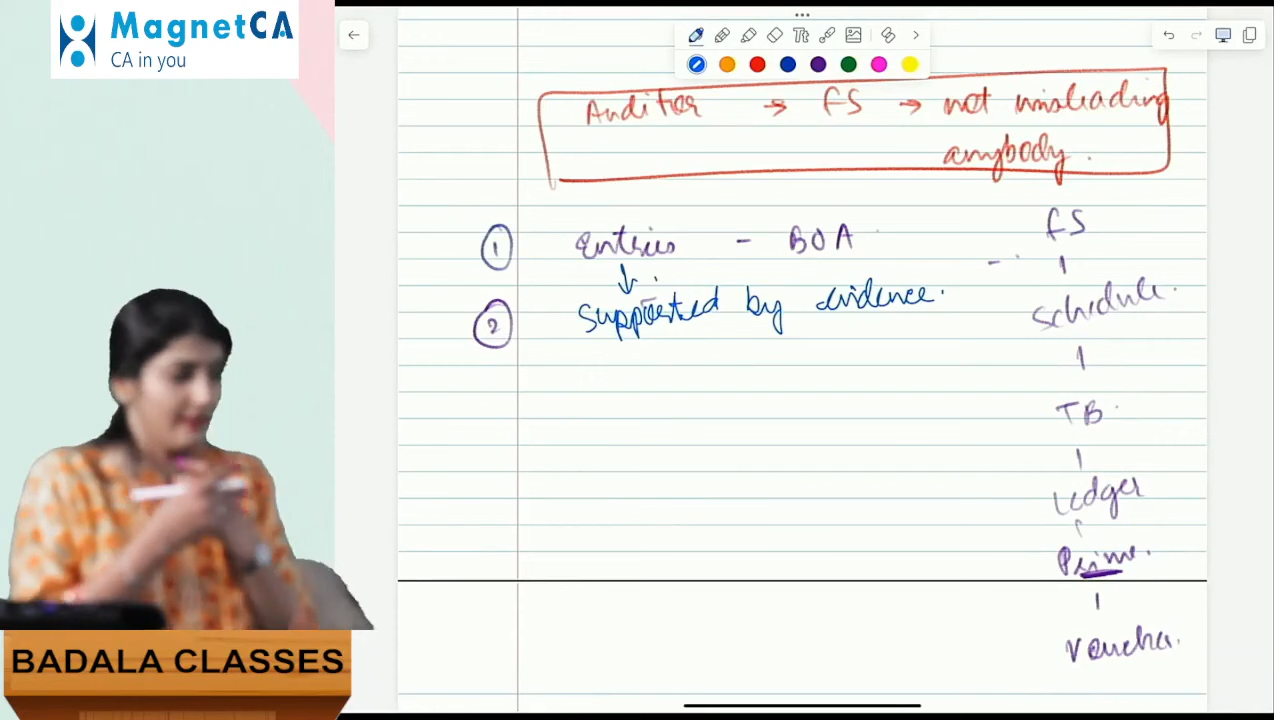 MagnetCA
CA in you
Auditor → FS → not misleading
anybody.
① Entries - BOA
↓
② Supported by evidence.
FS
|
Schedule.
|
TB
|
Ledger
Prime.
|
Voucher.
BADALA CLASSES